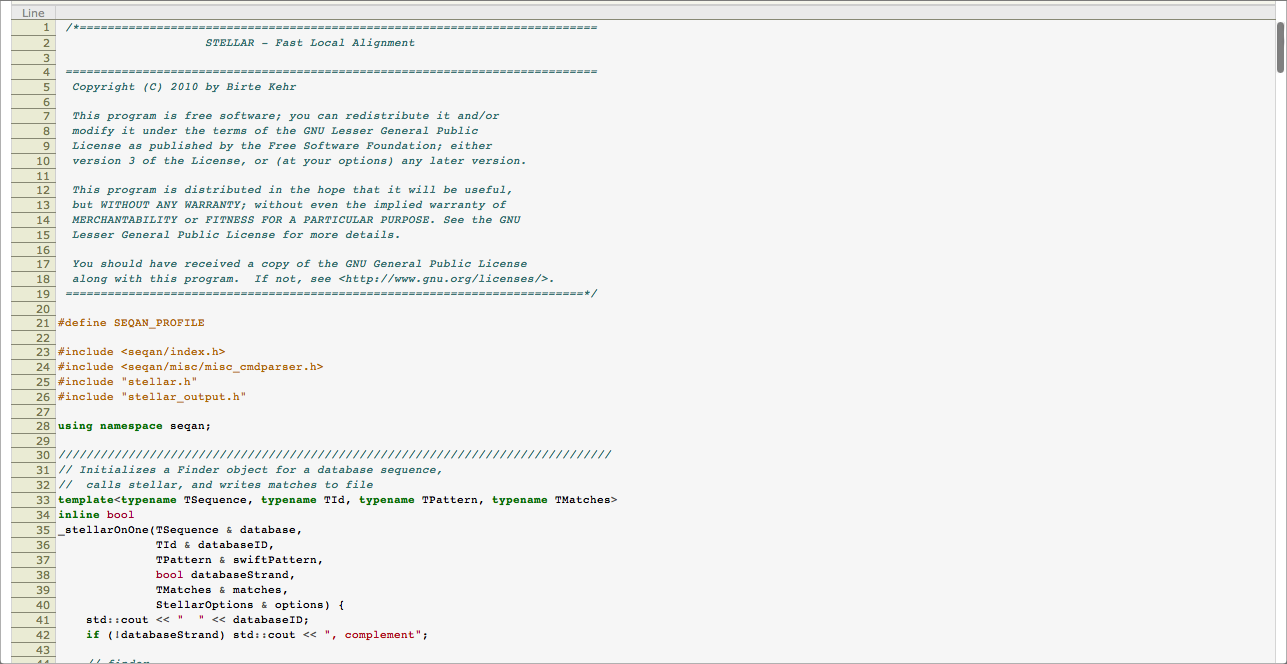 Line
1 /*==========================================================================
2 STELLAR - Fast Local Alignment
3
4 ============================================================================
5 Copyright (C) 2010 by Birte Kehr
6
7 This program is free software; you can redistribute it and/or
8 modify it under the terms of the GNU Lesser General Public
9 License as published by the Free Software Foundation; either
10 version 3 of the License, or (at your options) any later version.
11
12 This program is distributed in the hope that it will be useful,
13 but WITHOUT ANY WARRANTY; without even the implied warranty of
14 MERCHANTABILITY or FITNESS FOR A PARTICULAR PURPOSE. See the GNU
15 Lesser General Public License for more details.
16
17 You should have received a copy of the GNU General Public License
18 along with this program.  If not, see <http://www.gnu.org/licenses/>.
19 ==========================================================================*/
20
21 #define SEQAN_PROFILE
22
23 #include <seqan/index.h>
24 #include <seqan/misc/misc_cmdparser.h>
25 #include "stellar.h"
26 #include "stellar_output.h"
27
28 using namespace seqan;
29
30 ///////////////////////////////////////////////////////////////////////////////
31 // Initializes a Finder object for a database sequence,
32 //  calls stellar, and writes matches to file
33 template<typename TSequence, typename TId, typename TPattern, typename TMatches>
34 inline bool
35 _stellarOnOne(TSequence & database,
36 TId & databaseID,
37 TPattern & swiftPattern,
38 bool databaseStrand,
39 TMatches & matches,
40 StellarOptions & options) {
41 std::cout << "  " << databaseID;
42 if (!databaseStrand) std::cout << ", complement";
43
44 // finder